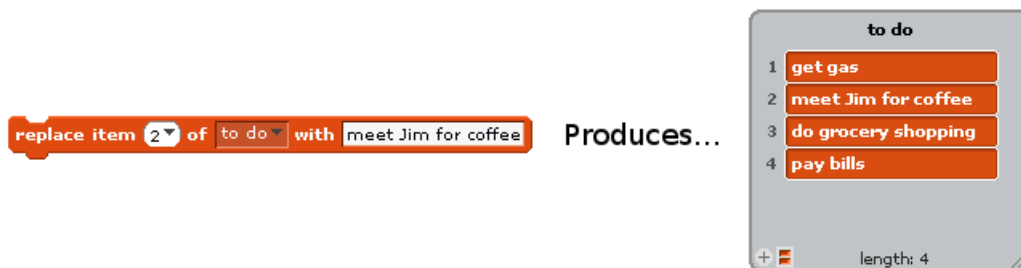 replace item 2 of to do with meet Jim for coffee
Produces...
to do
1 get gas
2 meet Jim for coffee
3 do grocery shopping
4 pay bills
+ length: 4